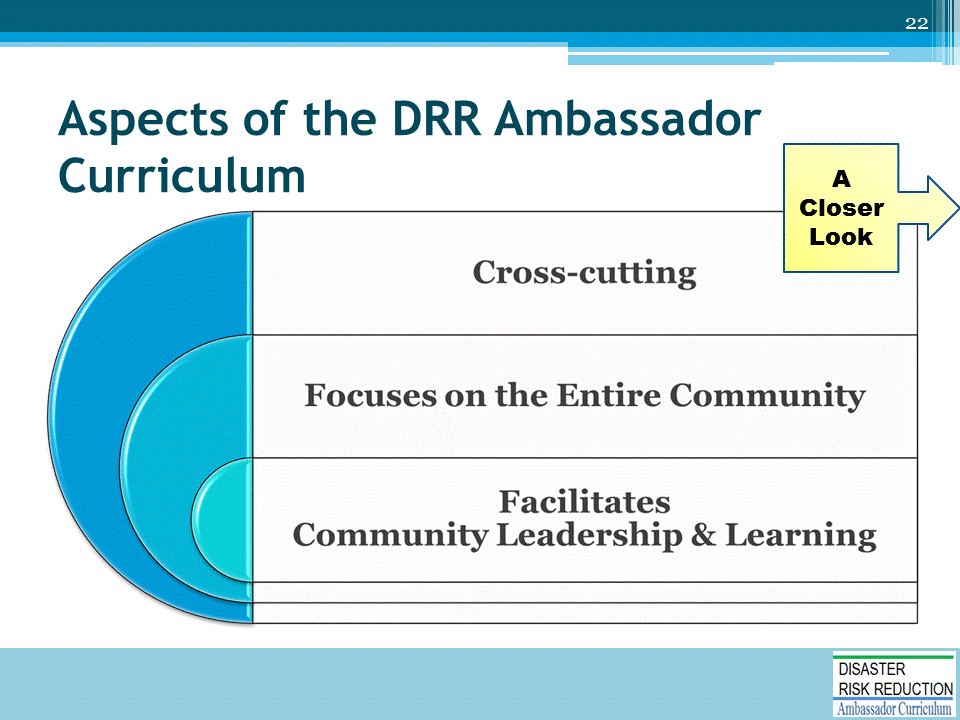 22
Aspects of the DRR Ambassador
Curriculum
A
Closer
Look
Cross-cutting
Focuses on the Entire Community
Facilitates
Community Leadership & Learning
DISASTER
RISK REDUCTION
Ambassador Curriculum